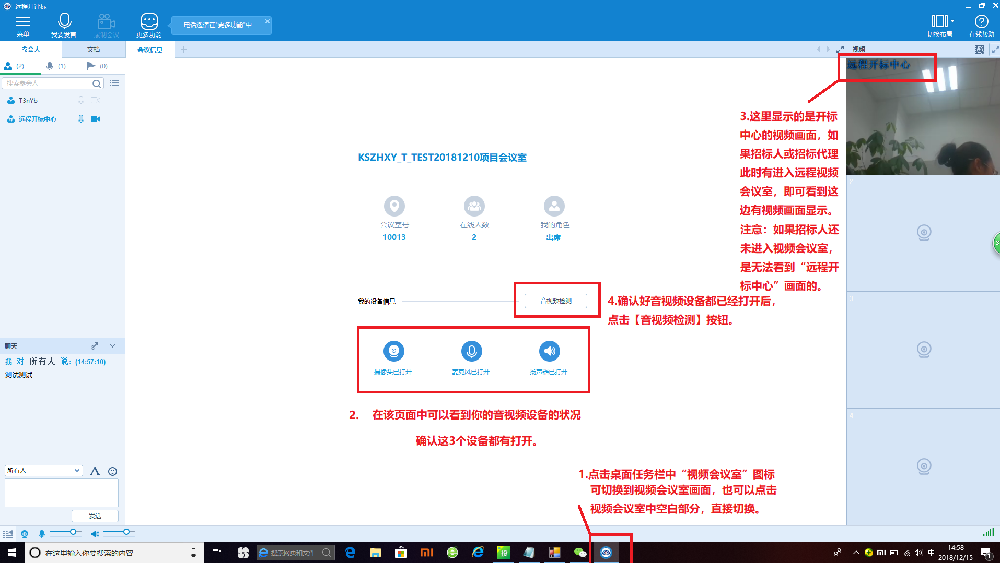 远程开评标
菜单
我要发言
录制会议
更多功能
电话邀请在"更多功能"中
切换布局
在线帮助
参会人
文档
会议信息
视频
(2)
(1)
(0)
搜索参会人
T3nYb
远程开标中心
远程开标中心
3.这里显示的是开标
中心的视频画面，如
果招标人或招标代理
此时有进入远程视频
会议室，即可看到这
边有视频画面显示。
注意：如果招标人还
未进入视频会议室，
是无法看到“远程开
标中心”画面的。
2
3
4
KSZHXY_T_TEST20181210项目会议室
会议室号
在线人数
我的角色
10013
2
出席
我的设备信息
音视频检测
4.确认好音视频设备都已经打开后，
点击【音视频检测】按钮。
摄像头已打开
麦克风已打开
扬声器已打开
2. 在该页面中可以看到你的音视频设备的状况
确认这3个设备都有打开。
聊天
我 对 所有人 说: (14:57:10)
测试测试
所有人
A
发送
1.点击桌面任务栏中“视频会议室”图标
可切换到视频会议室画面，也可以点击
视频会议室中空白部分，直接切换。
在这里输入你要搜索的内容
搜索网页和文件
投
中
14:58
2018/12/15
1